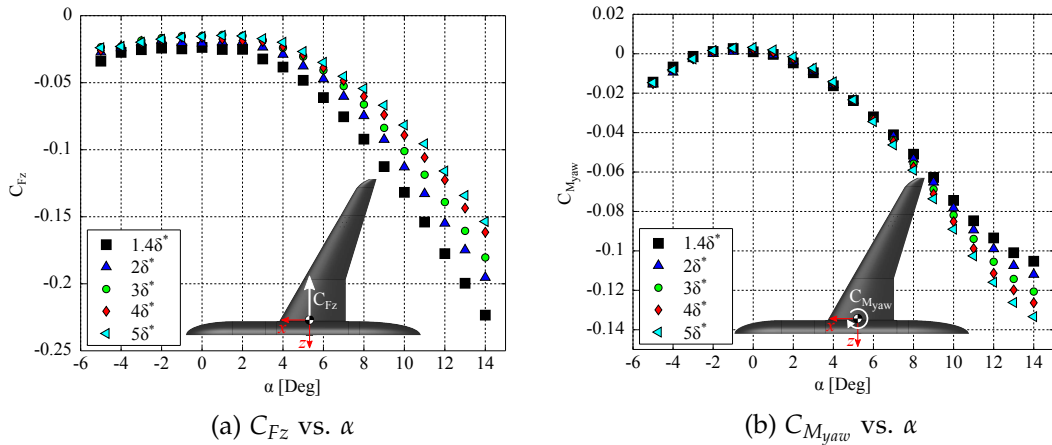 0
-0.05
-0.1
-0.15
-0.2
-0.25
C_Fz
-6 -4 -2 0 2 4 6 8 10 12 14
α [Deg]
1.4δ*
2δ*
3δ*
4δ*
5δ*
C_Fz
x
z
(a) C_Fz vs. α
0.02
0
-0.02
-0.04
-0.06
-0.08
-0.1
-0.12
-0.14
C_Myaw
-6 -4 -2 0 2 4 6 8 10 12 14
α [Deg]
1.4δ*
2δ*
3δ*
4δ*
5δ*
C_Myaw
x
z
(b) C_Myaw vs. α